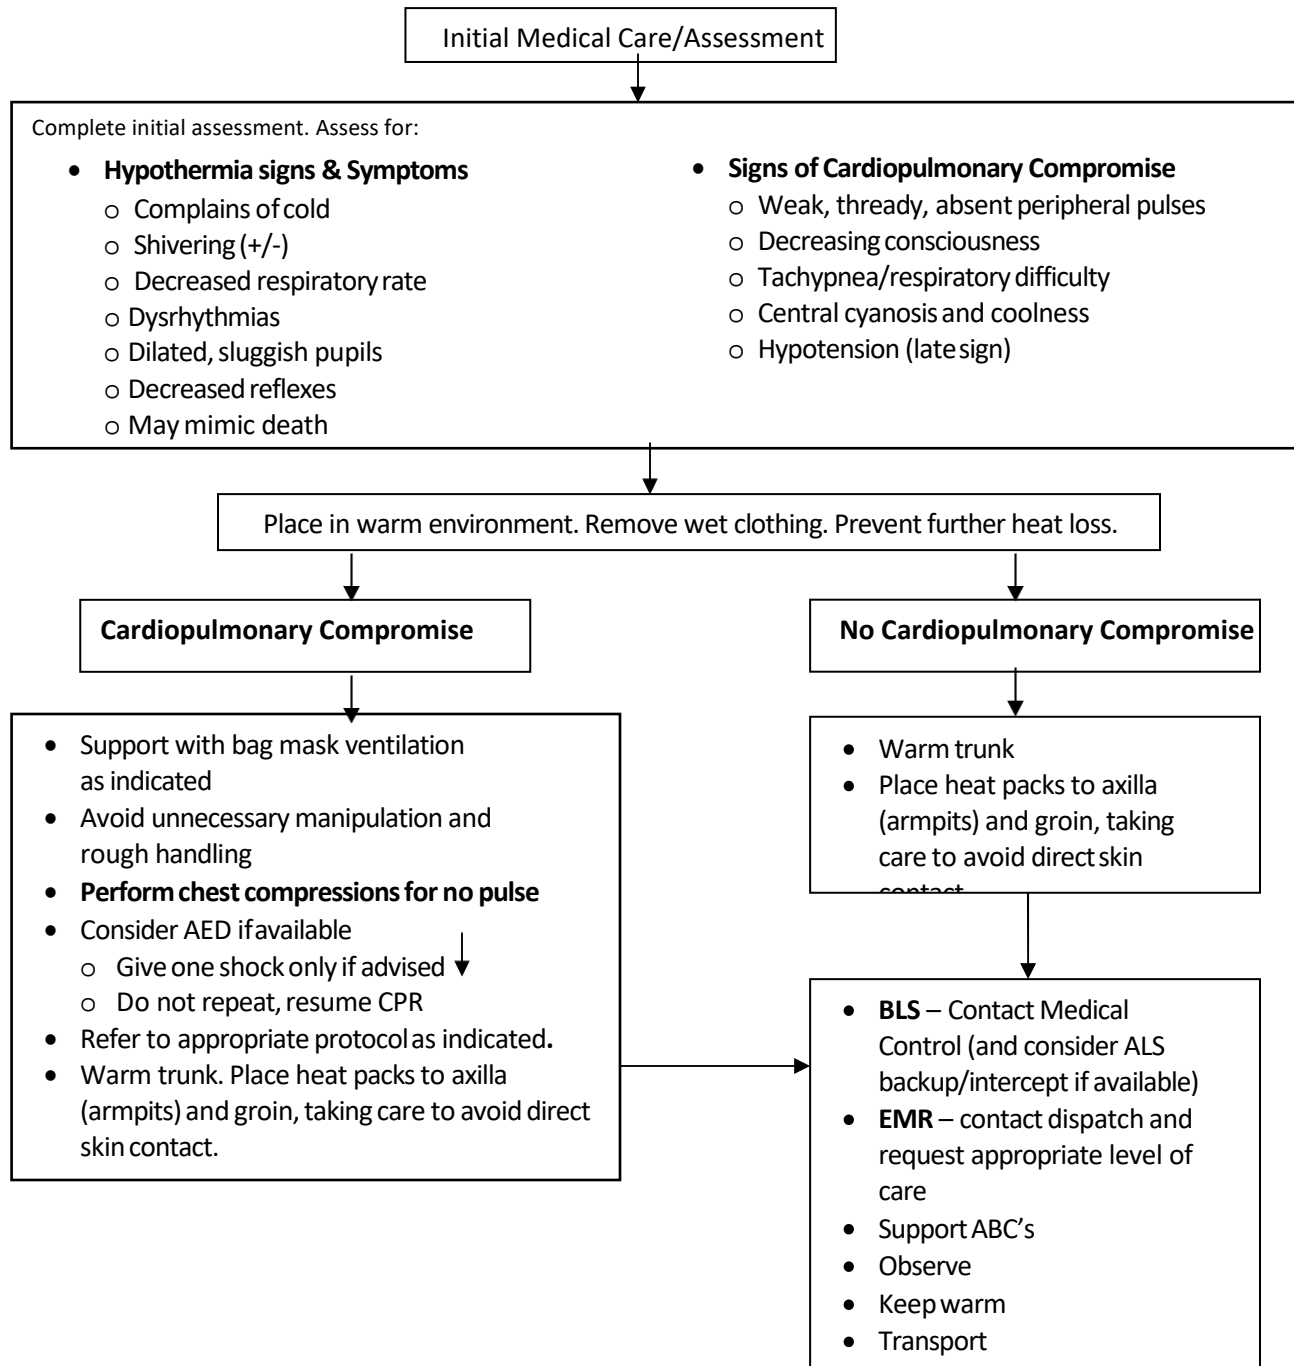 Initial Medical Care/Assessment
Complete initial assessment. Assess for:
• Hypothermia signs & Symptoms
o Complains of cold
o Shivering (+/-)
o Decreased respiratory rate
o Dysrhythmias
o Dilated, sluggish pupils
o Decreased reflexes
o May mimic death
• Signs of Cardiopulmonary Compromise
o Weak, thready, absent peripheral pulses
o Decreasing consciousness
o Tachypnea/respiratory difficulty
o Central cyanosis and coolness
o Hypotension (late sign)
Place in warm environment. Remove wet clothing. Prevent further heat loss.
Cardiopulmonary Compromise
• Support with bag mask ventilation
as indicated
• Avoid unnecessary manipulation and
rough handling
• Perform chest compressions for no pulse
• Consider AED if available
o Give one shock only if advised
o Do not repeat, resume CPR
• Refer to appropriate protocol as indicated.
• Warm trunk. Place heat packs to axilla
(armpits) and groin, taking care to avoid direct
skin contact.
No Cardiopulmonary Compromise
• Warm trunk
• Place heat packs to axilla
(armpits) and groin, taking
care to avoid direct skin
contact
• BLS – Contact Medical
Control (and consider ALS
backup/intercept if available)
• EMR – contact dispatch and
request appropriate level of
care
• Support ABC’s
• Observe
• Keep warm
• Transport